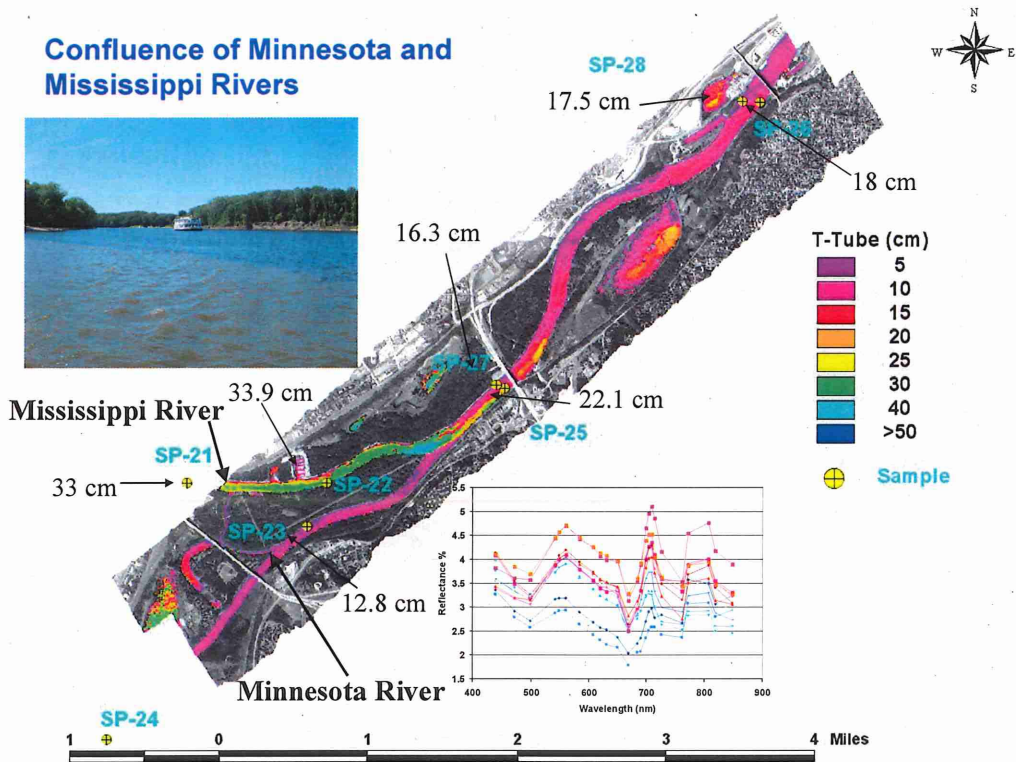 Confluence of Minnesota and
Mississippi Rivers
N
W E
S
SP-28
17.5 cm
18 cm
16.3 cm
T-Tube (cm)
5
10
15
20
25
30
40
>50
Sample
SP-27
33.9 cm
22.1 cm
Mississippi River
SP-25
SP-21
33 cm
SP-22
SP-23
12.8 cm
Minnesota River
5.5
5
4.5
4
3.5
3
2.5
2
1.5
Reflectance %
400 500 600 700 800 900
Wavelength (nm)
SP-24
1 0 1 2 3 4 Miles